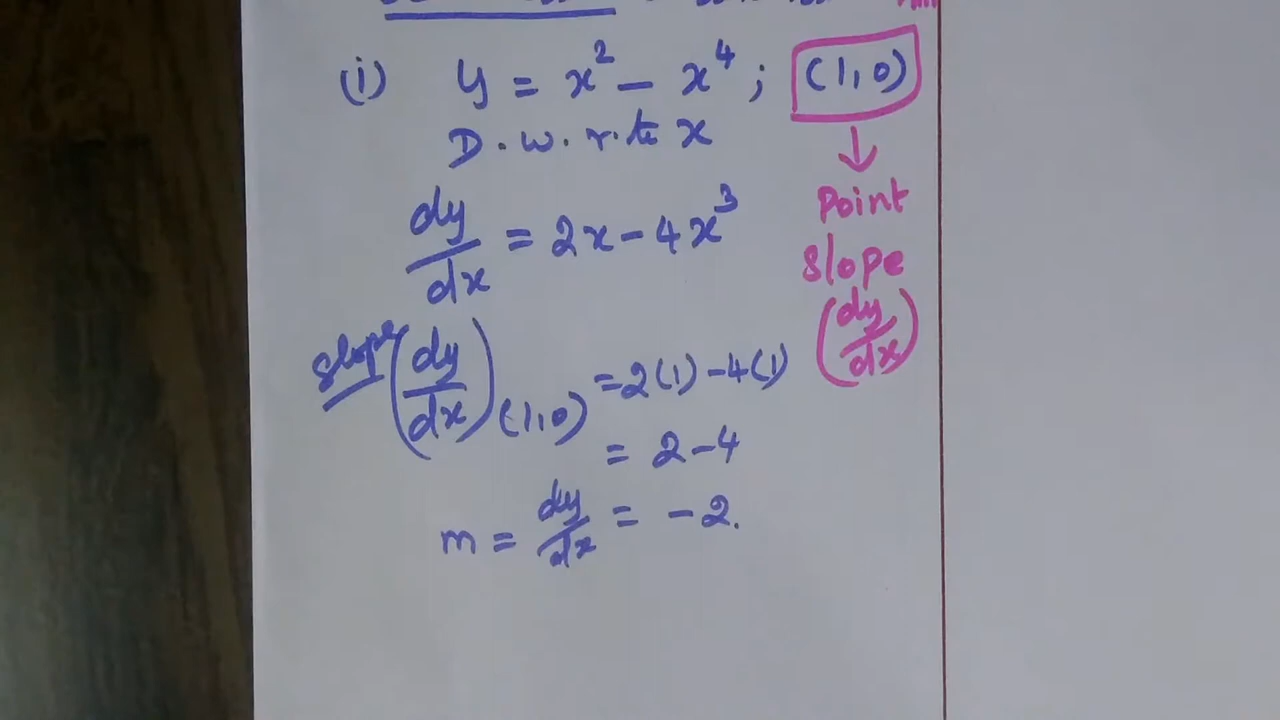 (i) y = x² - x⁴ ; (1,0)
D.w.r.to x
dy/dx = 2x - 4x³
Slope (dy/dx)(1,0) = 2(1) - 4(1)
= 2 - 4
m = dy/dx = -2.
↓
Point
Slope
(dy/dx)